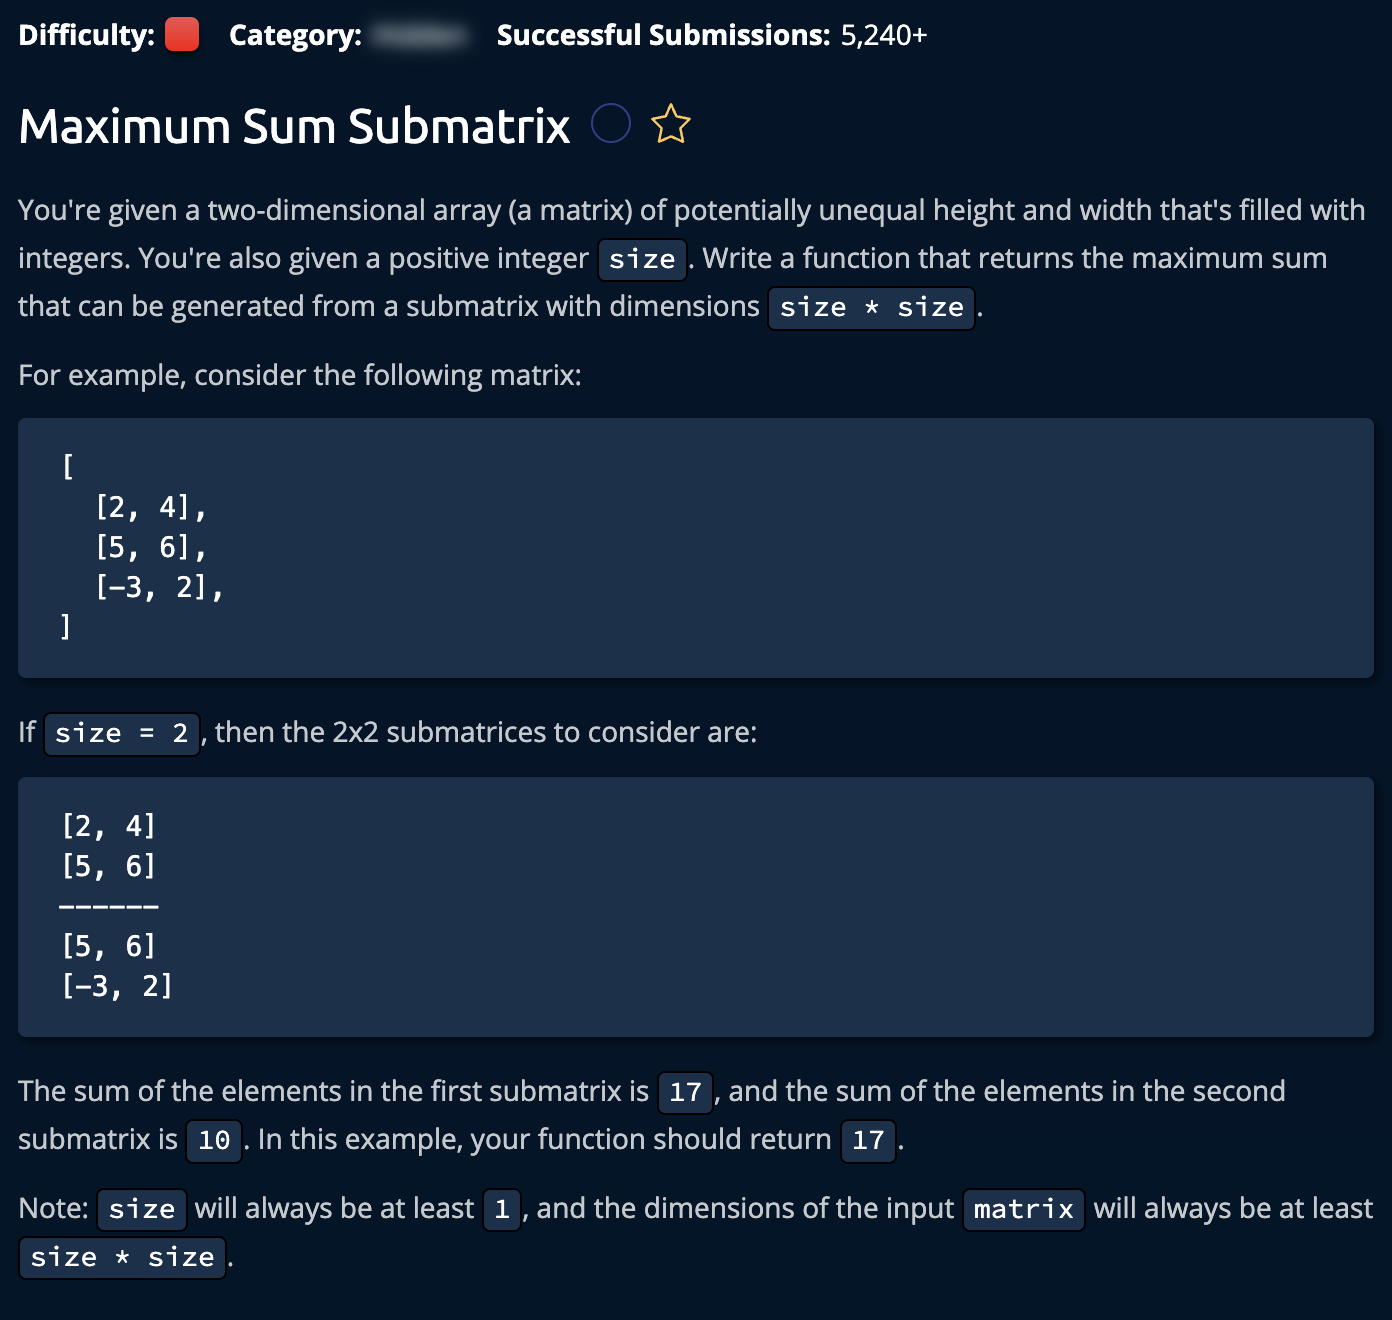 Difficulty: Category: Successful Submissions: 5,240+
Maximum Sum Submatrix
You're given a two-dimensional array (a matrix) of potentially unequal height and width that's filled with
integers. You're also given a positive integer size. Write a function that returns the maximum sum
that can be generated from a submatrix with dimensions size * size.
For example, consider the following matrix:
[
[2, 4],
[5, 6],
[-3, 2],
]
If size = 2, then the 2x2 submatrices to consider are:
[2, 4]
[5, 6]
------
[5, 6]
[-3, 2]
The sum of the elements in the first submatrix is 17, and the sum of the elements in the second
submatrix is 10. In this example, your function should return 17.
Note: size will always be at least 1, and the dimensions of the input matrix will always be at least
size * size.